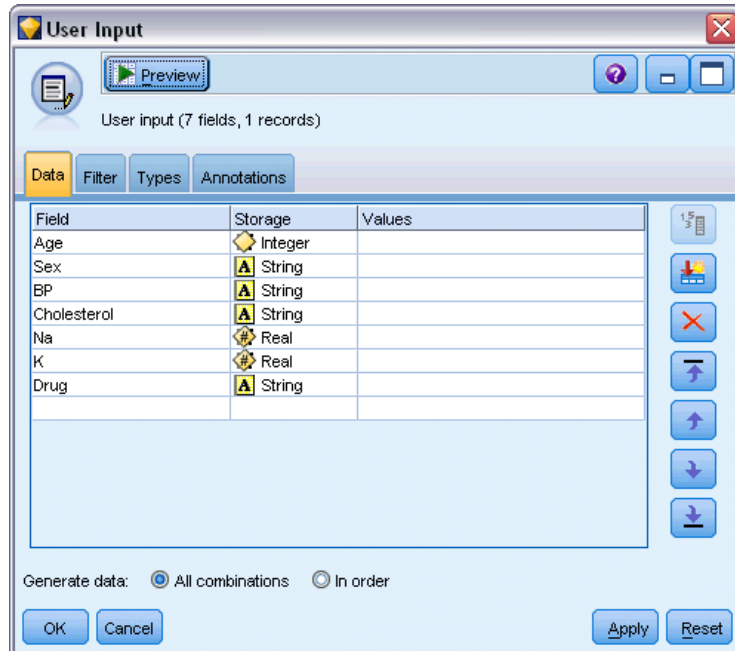 User Input
Preview
User input (7 fields, 1 records)
Data Filter Types Annotations
Field Storage Values
Age Integer
Sex A String
BP A String
Cholesterol A String
Na # Real
K # Real
Drug A String
Generate data: All combinations In order
OK Cancel Apply Reset